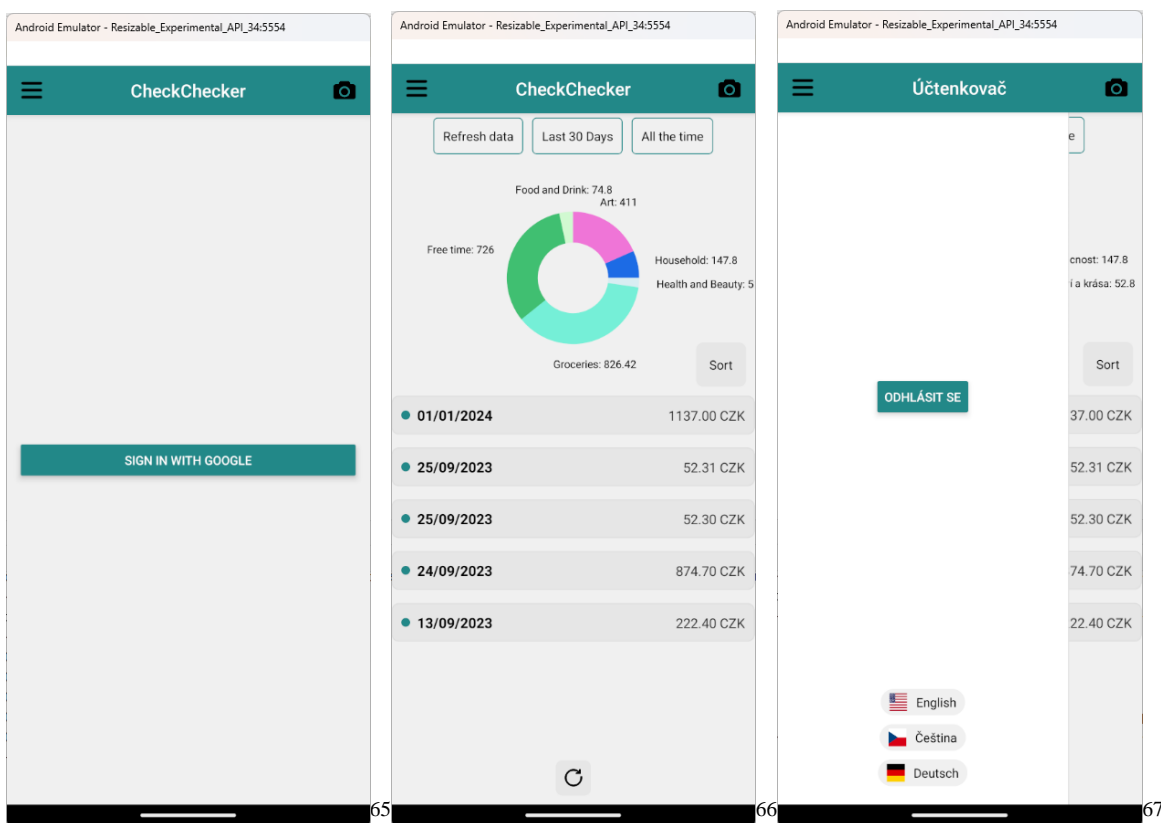 Android Emulator - Resizable_Experimental_API_34:5554
CheckChecker
SIGN IN WITH GOOGLE
65
Android Emulator - Resizable_Experimental_API_34:5554
CheckChecker
Refresh data Last 30 Days All the time
Food and Drink: 74.8
Art: 411
Free time: 726
Household: 147.8
Health and Beauty: 5
Groceries: 826.42
Sort
01/01/2024 1137.00 CZK
25/09/2023 52.31 CZK
25/09/2023 52.30 CZK
24/09/2023 874.70 CZK
13/09/2023 222.40 CZK
66
Android Emulator - Resizable_Experimental_API_34:5554
Účtenkovač
e
cnost: 147.8
í a krása: 52.8
Sort
ODHLÁSIT SE
37.00 CZK
52.31 CZK
52.30 CZK
74.70 CZK
22.40 CZK
English
Čeština
Deutsch
67